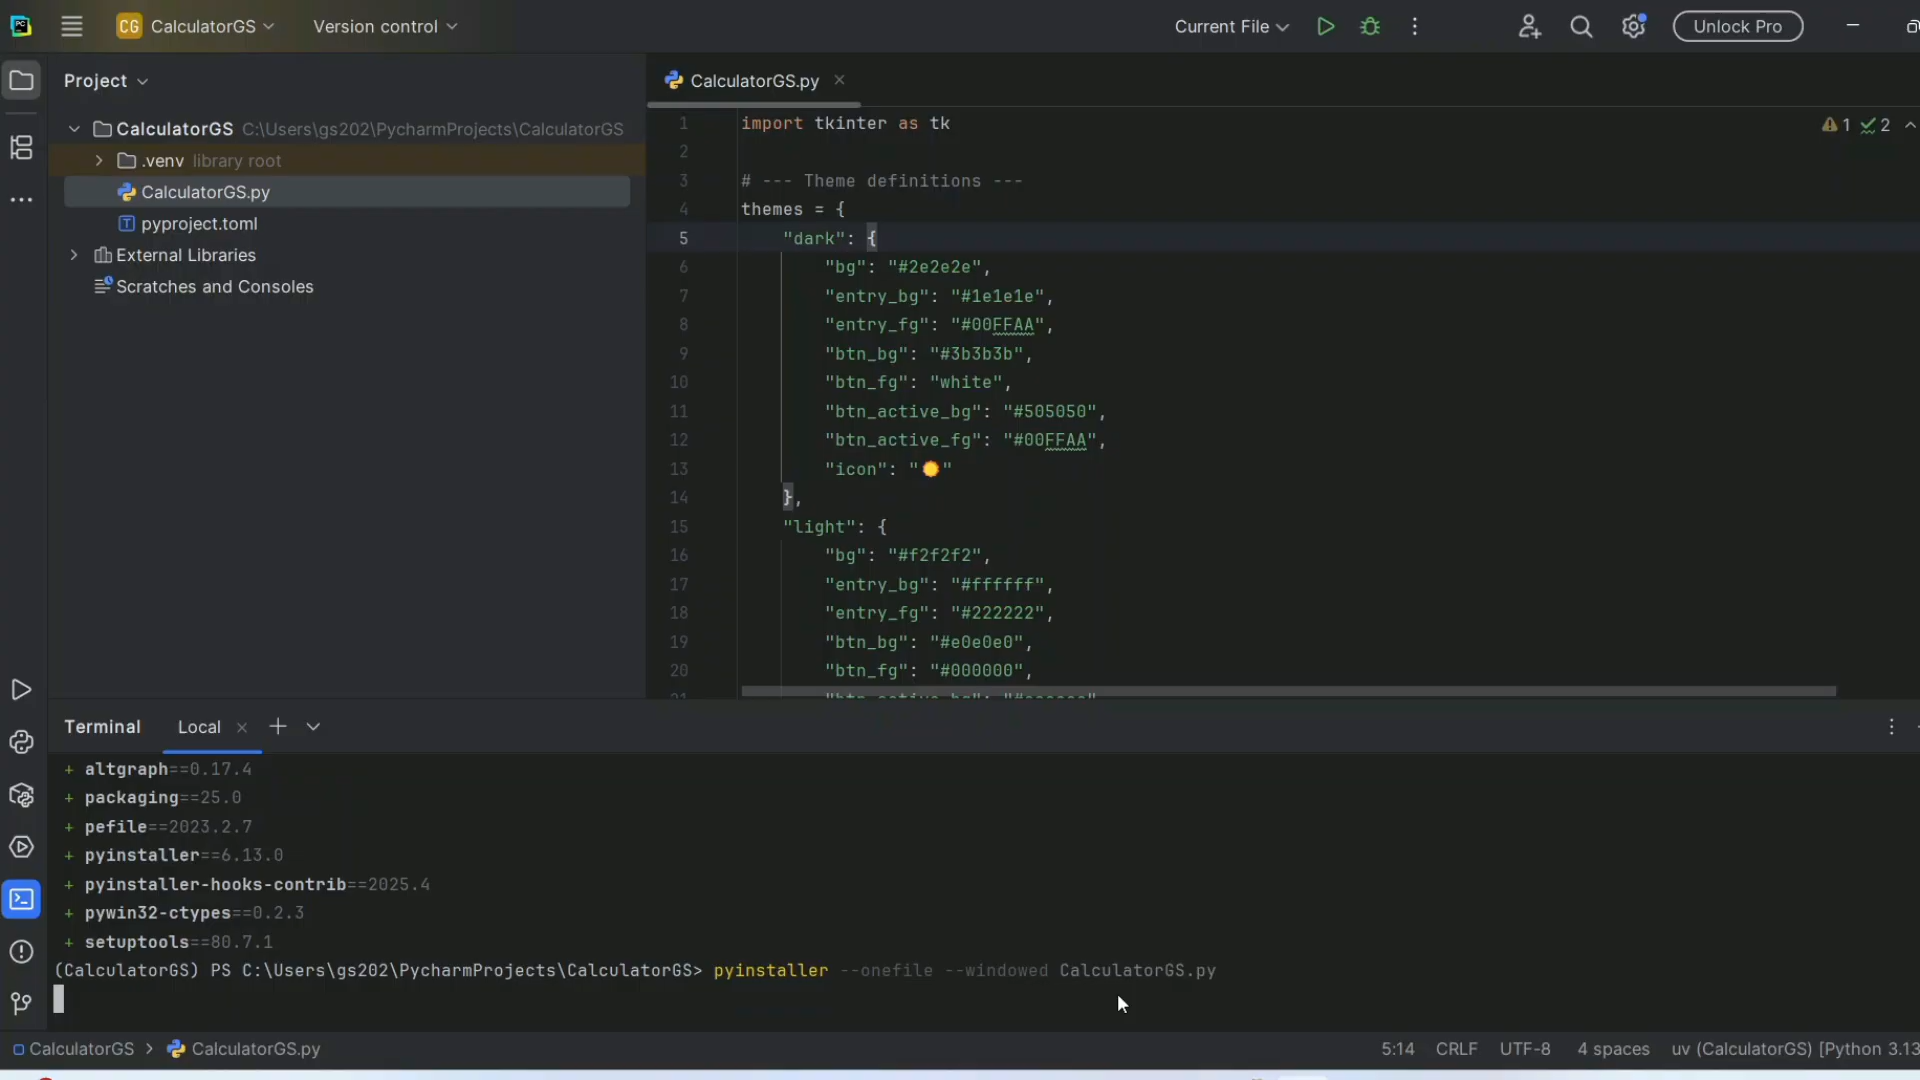 CG CalculatorGS Version control Current File Unlock Pro
Project
CalculatorGS C:\Users\gs202\PycharmProjects\CalculatorGS
.venv library root
CalculatorGS.py
pyproject.toml
External Libraries
Scratches and Consoles
CalculatorGS.py
1 2
1 import tkinter as tk
2
3 # --- Theme definitions ---
4 themes = {
5 "dark": {
6 "bg": "#2e2e2e",
7 "entry_bg": "#1e1e1e",
8 "entry_fg": "#00FFAA",
9 "btn_bg": "#3b3b3b",
10 "btn_fg": "white",
11 "btn_active_bg": "#505050",
12 "btn_active_fg": "#00FFAA",
13 "icon": "☀"
14 },
15 "light": {
16 "bg": "#f2f2f2",
17 "entry_bg": "#ffffff",
18 "entry_fg": "#222222",
19 "btn_bg": "#e0e0e0",
20 "btn_fg": "#000000",
Terminal Local
+ altgraph==0.17.4
+ packaging==25.0
+ pefile==2023.2.7
+ pyinstaller==6.13.0
+ pyinstaller-hooks-contrib==2025.4
+ pywin32-ctypes==0.2.3
+ setuptools==80.7.1
(CalculatorGS) PS C:\Users\gs202\PycharmProjects\CalculatorGS> pyinstaller --onefile --windowed CalculatorGS.py
CalculatorGS > CalculatorGS.py 5:14 CRLF UTF-8 4 spaces uv (CalculatorGS) [Python 3.13